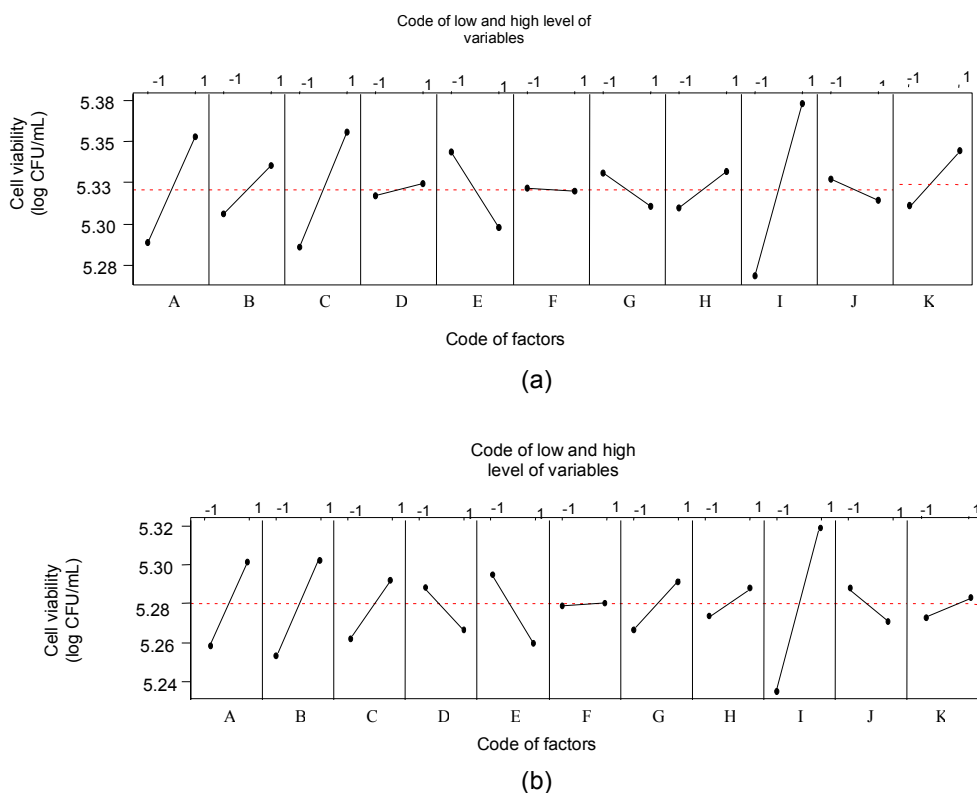 Code of low and high level of
variables
-1 1 -1 1 -1 1 -1 1 -1 1 -1 1 -1 1 -1 1 -1 1 -1 1 -1 1
Cell viability
(log CFU/mL)
5.38
5.35
5.33
5.30
5.28
A B C D E F G H I J K
Code of factors
(a)
Code of low and high
level of variables
-1 1 -1 1 -1 1 -1 1 -1 1 -1 1 -1 1 -1 1 -1 1 -1 1 -1 1
Cell viability
(log CFU/mL)
5.32
5.30
5.28
5.26
5.24
A B C D E F G H I J K
Code of factors
(b)